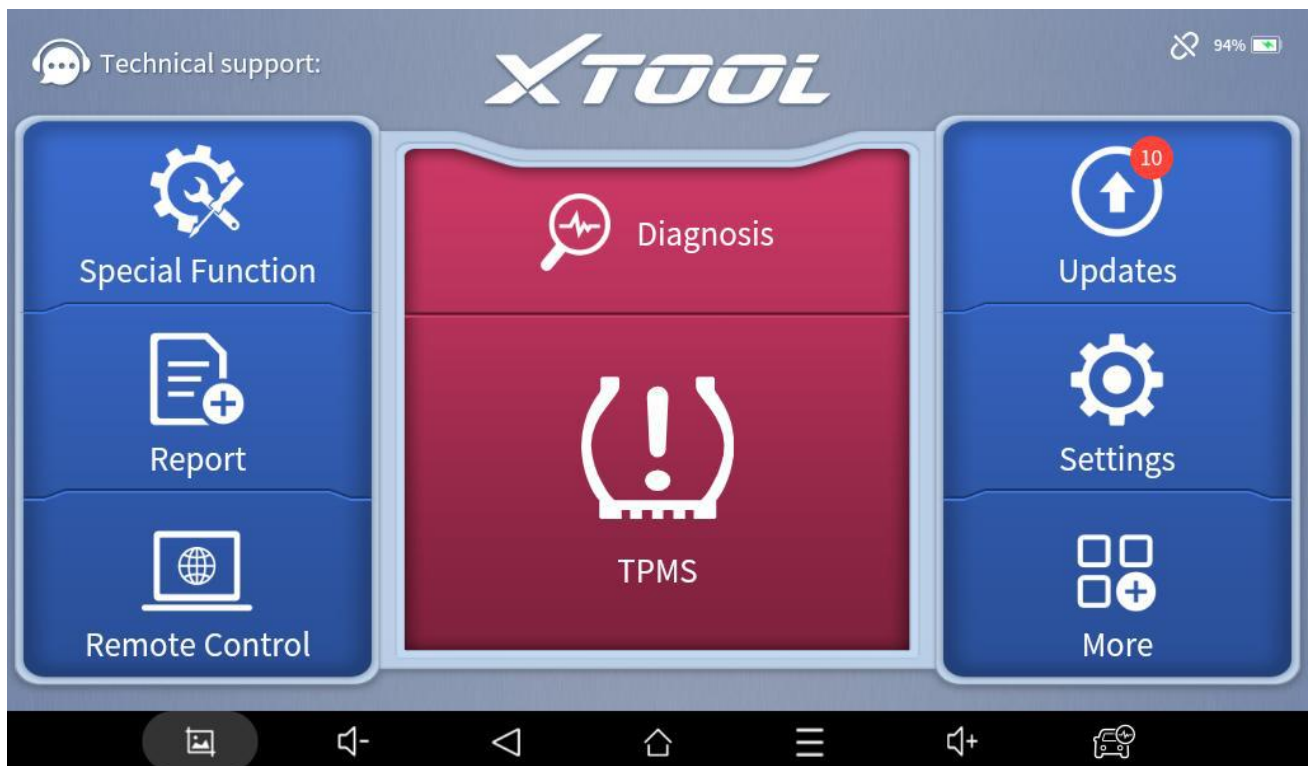 Technical support:
XTOOL
94%
Special Function
Report
Remote Control
Diagnosis
TPMS
10
Updates
Settings
More